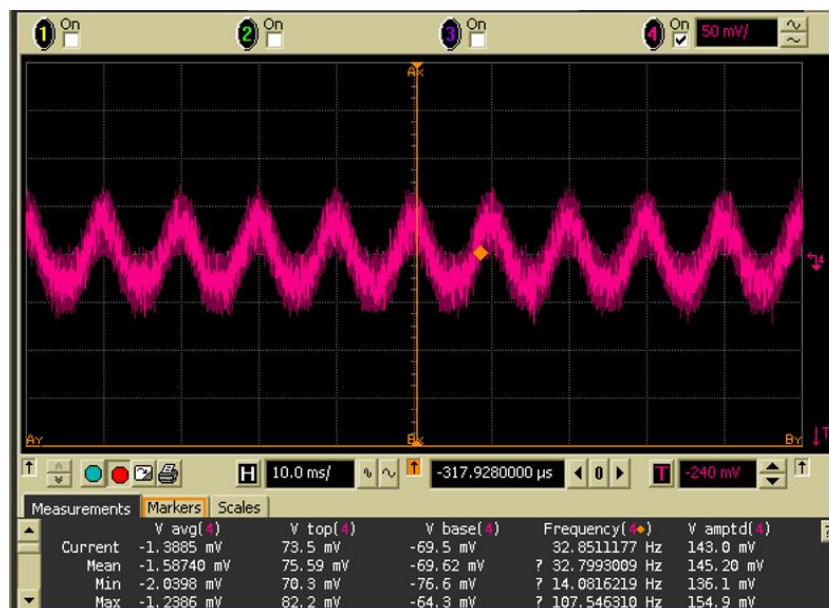 1 On 2 On 3 On 4 On 50 mV/
Ax
4
AY Bx BY T
H 10.0 ms/ -317.9280000 µs 0 T -240 mV
Measurements Markers Scales
V avg(4) V top(4) V base(4) Frequency(4◆) V amptd(4) ?
Current -1.3885 mV 73.5 mV -69.5 mV 32.8511177 Hz 143.0 mV
Mean -1.58740 mV 75.59 mV -69.62 mV ? 32.7993009 Hz 145.20 mV
Min -2.0398 mV 70.3 mV -76.6 mV ? 14.0816219 Hz 136.1 mV
Max -1.2386 mV 82.2 mV -64.3 mV ? 107.546310 Hz 154.9 mV